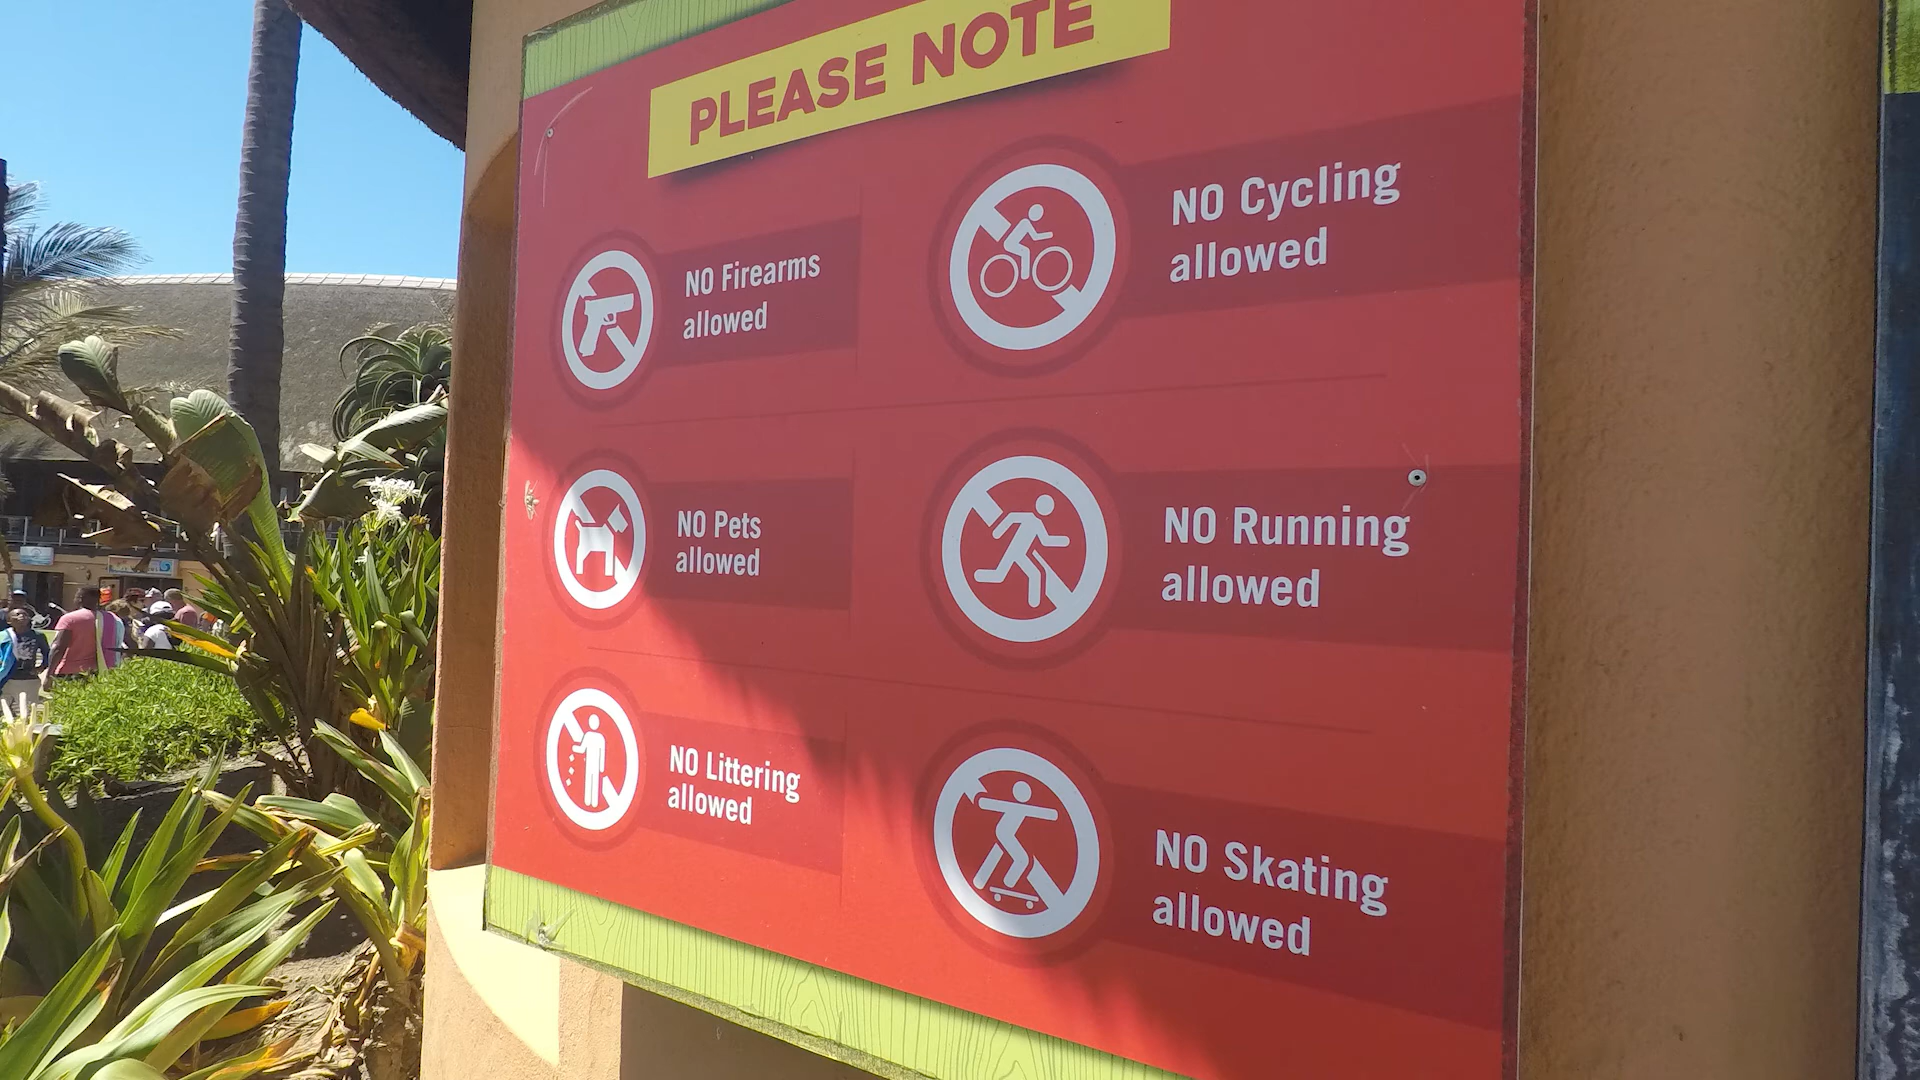 PLEASE NOTE
NO Firearms
allowed
NO Cycling
allowed
NO Pets
allowed
NO Running
allowed
NO Littering
allowed
NO Skating
allowed